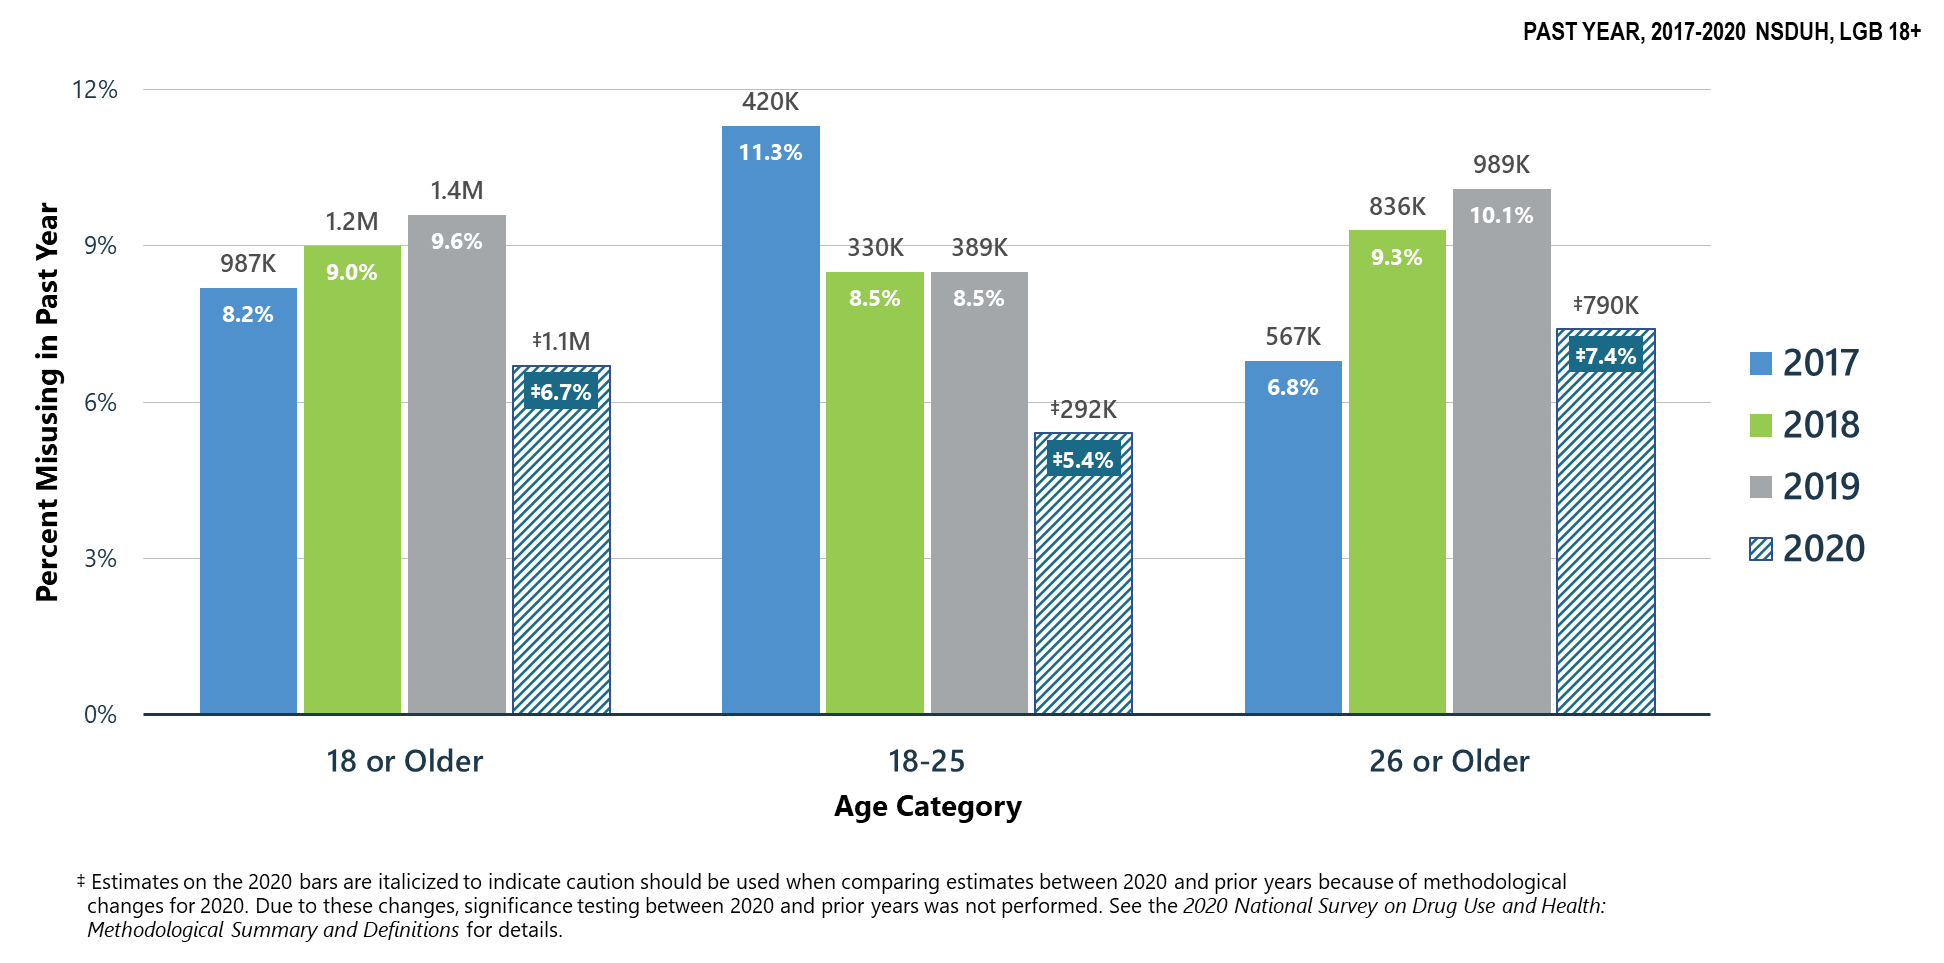 PAST YEAR, 2017-2020 NSDUH, LGB 18+
Percent Misusing in Past Year
12%
9%
6%
3%
0%
987K
8.2%
1.2M
9.0%
1.4M
9.6%
‡1.1M
‡6.7%
420K
11.3%
330K
8.5%
389K
8.5%
‡292K
‡5.4%
567K
6.8%
836K
9.3%
989K
10.1%
‡790K
‡7.4%
2017
2018
2019
2020
18 or Older
18-25
26 or Older
Age Category
‡ Estimates on the 2020 bars are italicized to indicate caution should be used when comparing estimates between 2020 and prior years because of methodological
changes for 2020. Due to these changes, significance testing between 2020 and prior years was not performed. See the 2020 National Survey on Drug Use and Health:
Methodological Summary and Definitions for details.